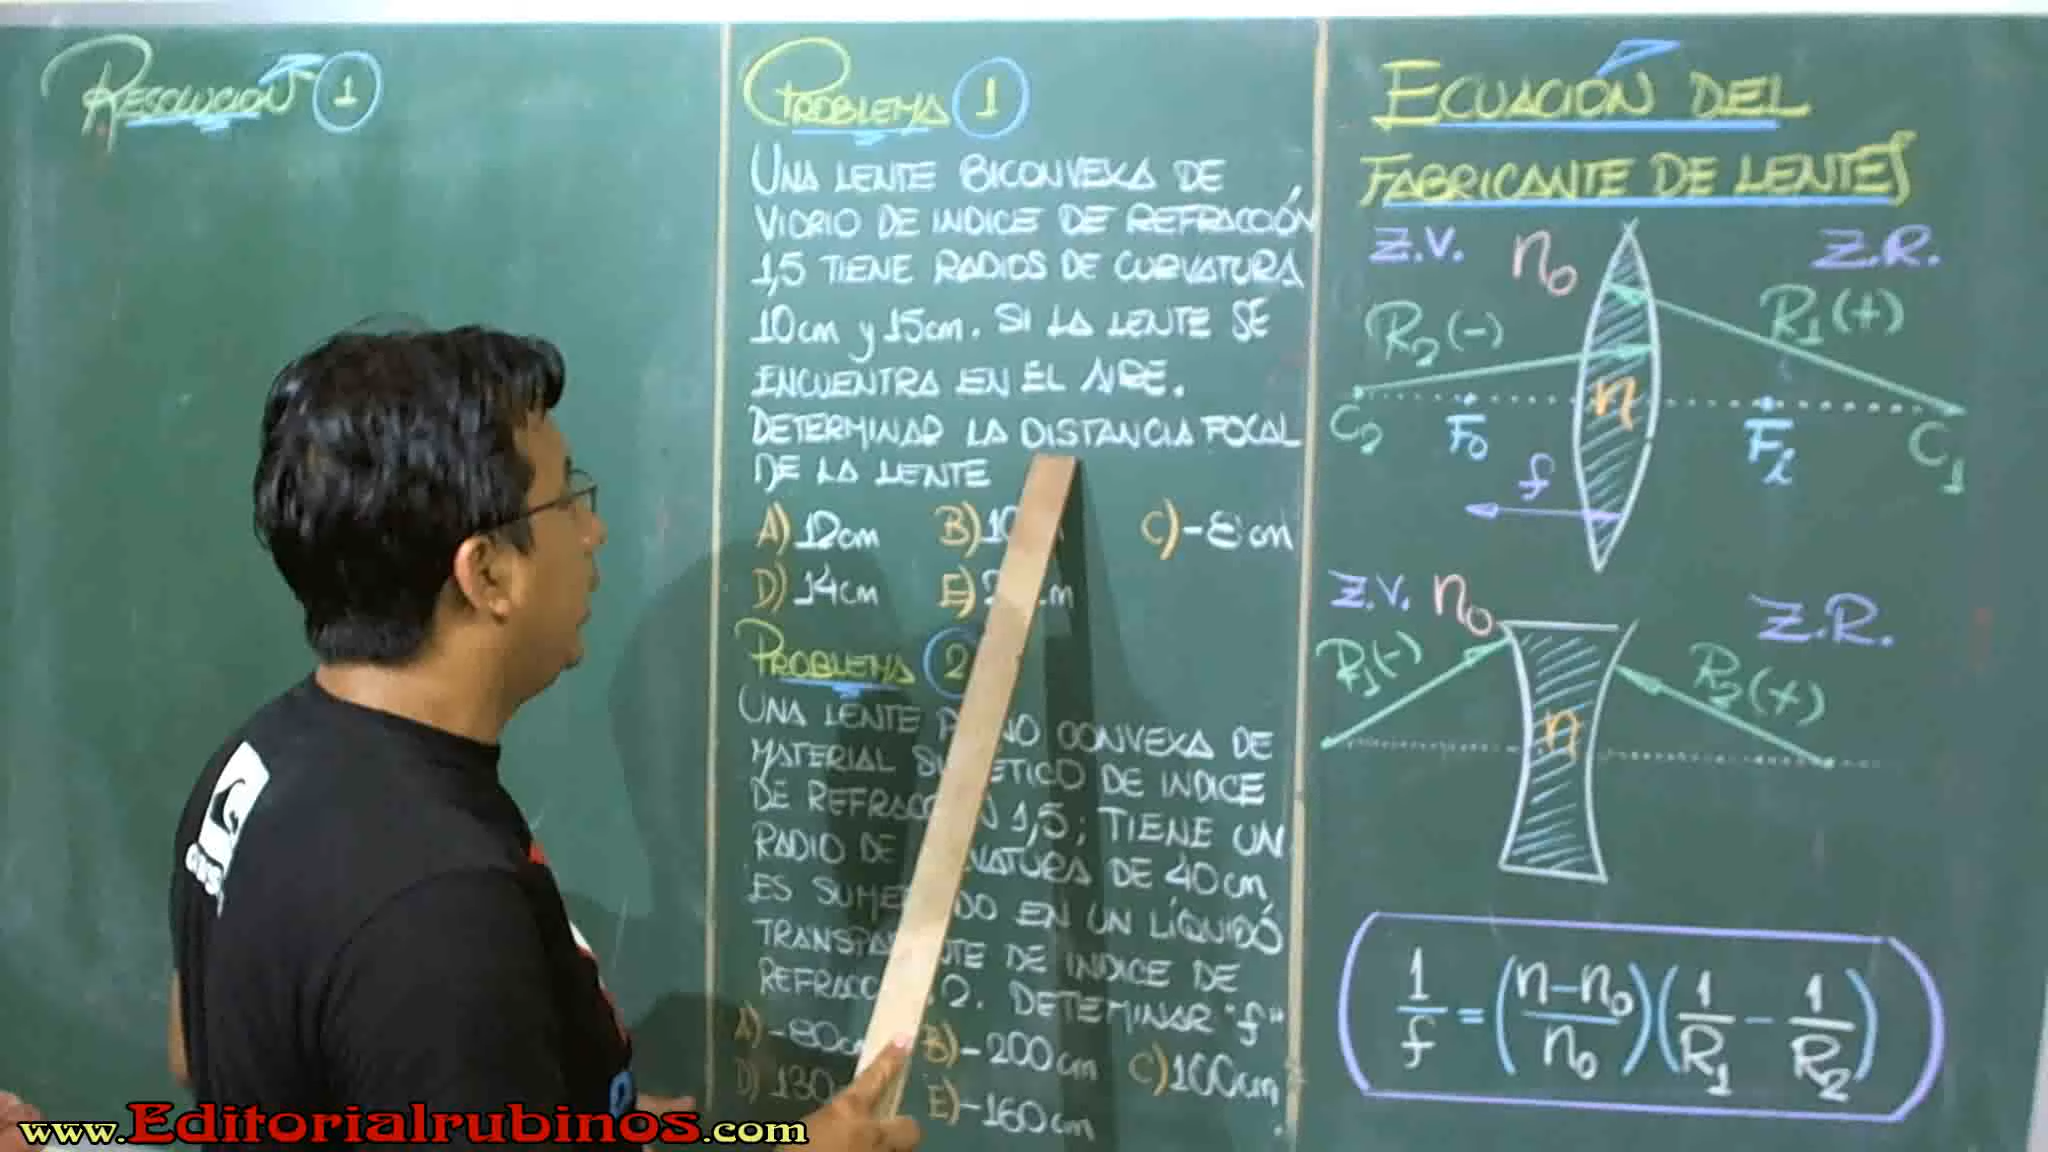 RESOLUCION 1
PROBLEMA 1
UNA LENTE BICONVEXA DE
VIDRIO DE INDICE DE REFRACCIÓN
1,5 TIENE RADIOS DE CURVATURA
10cm y 15cm. SI LA LENTE SE
ENCUENTRA EN EL AIRE.
DETERMINAR LA DISTANCIA FOCAL
DE LA LENTE
A) 12cm B) C) -8cm
D) 14cm E)
PROBLEMA 2
UNA LENTE CONVEXA DE
MATERIAL DE INDICE
DE 1,5; TIENE UN
RADIO DE DE 40cm
ES EN UN LÍQUIDO
DE INDICE DE
DETEMINAR "f"
A) -80cm B) -200cm C) 100cm
D) E) -160cm
ECUACIÓN DEL
FABRICANTE DE LENTES
Z.V. n₀ Z.R.
R₂(-) R₁(+)
n
C₂ F₀ Fᵢ C₁
f
Z.V. n₀ Z.R.
R₁(-) R₂(+)
n
1/f = ((n-n₀)/n₀)(1/R₁ - 1/R₂)
www.Editorialrubinos.com